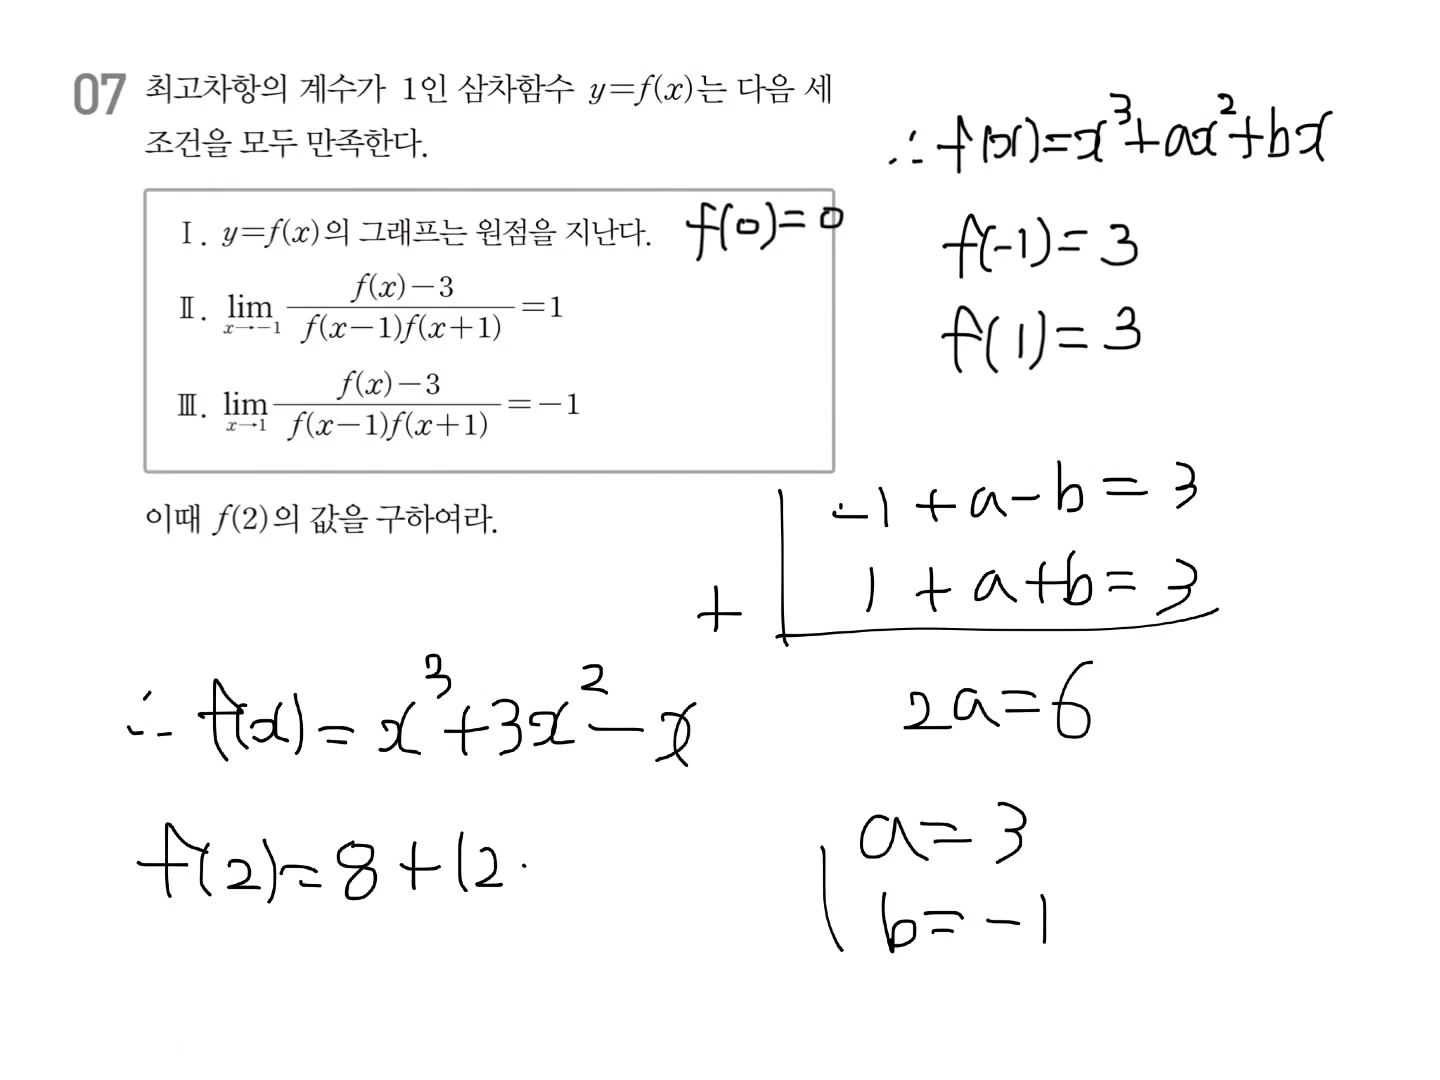 07 최고차항의 계수가 1인 삼차함수 y=f(x)는 다음 세
조건을 모두 만족한다.
Ⅰ. y=f(x)의 그래프는 원점을 지난다. f(0)=0
Ⅱ. lim x→-1 f(x)-3 / f(x-1)f(x+1) =1
Ⅲ. lim x→1 f(x)-3 / f(x-1)f(x+1) =-1
이때 f(2)의 값을 구하여라.
∴ f(x)=x³+ax²+bx
f(-1)=3
f(1)=3
-1+a-b=3
+ 1+a+b=3
2a=6
a=3
b=-1
∴ f(x)=x³+3x²-x
f(2)=8+12